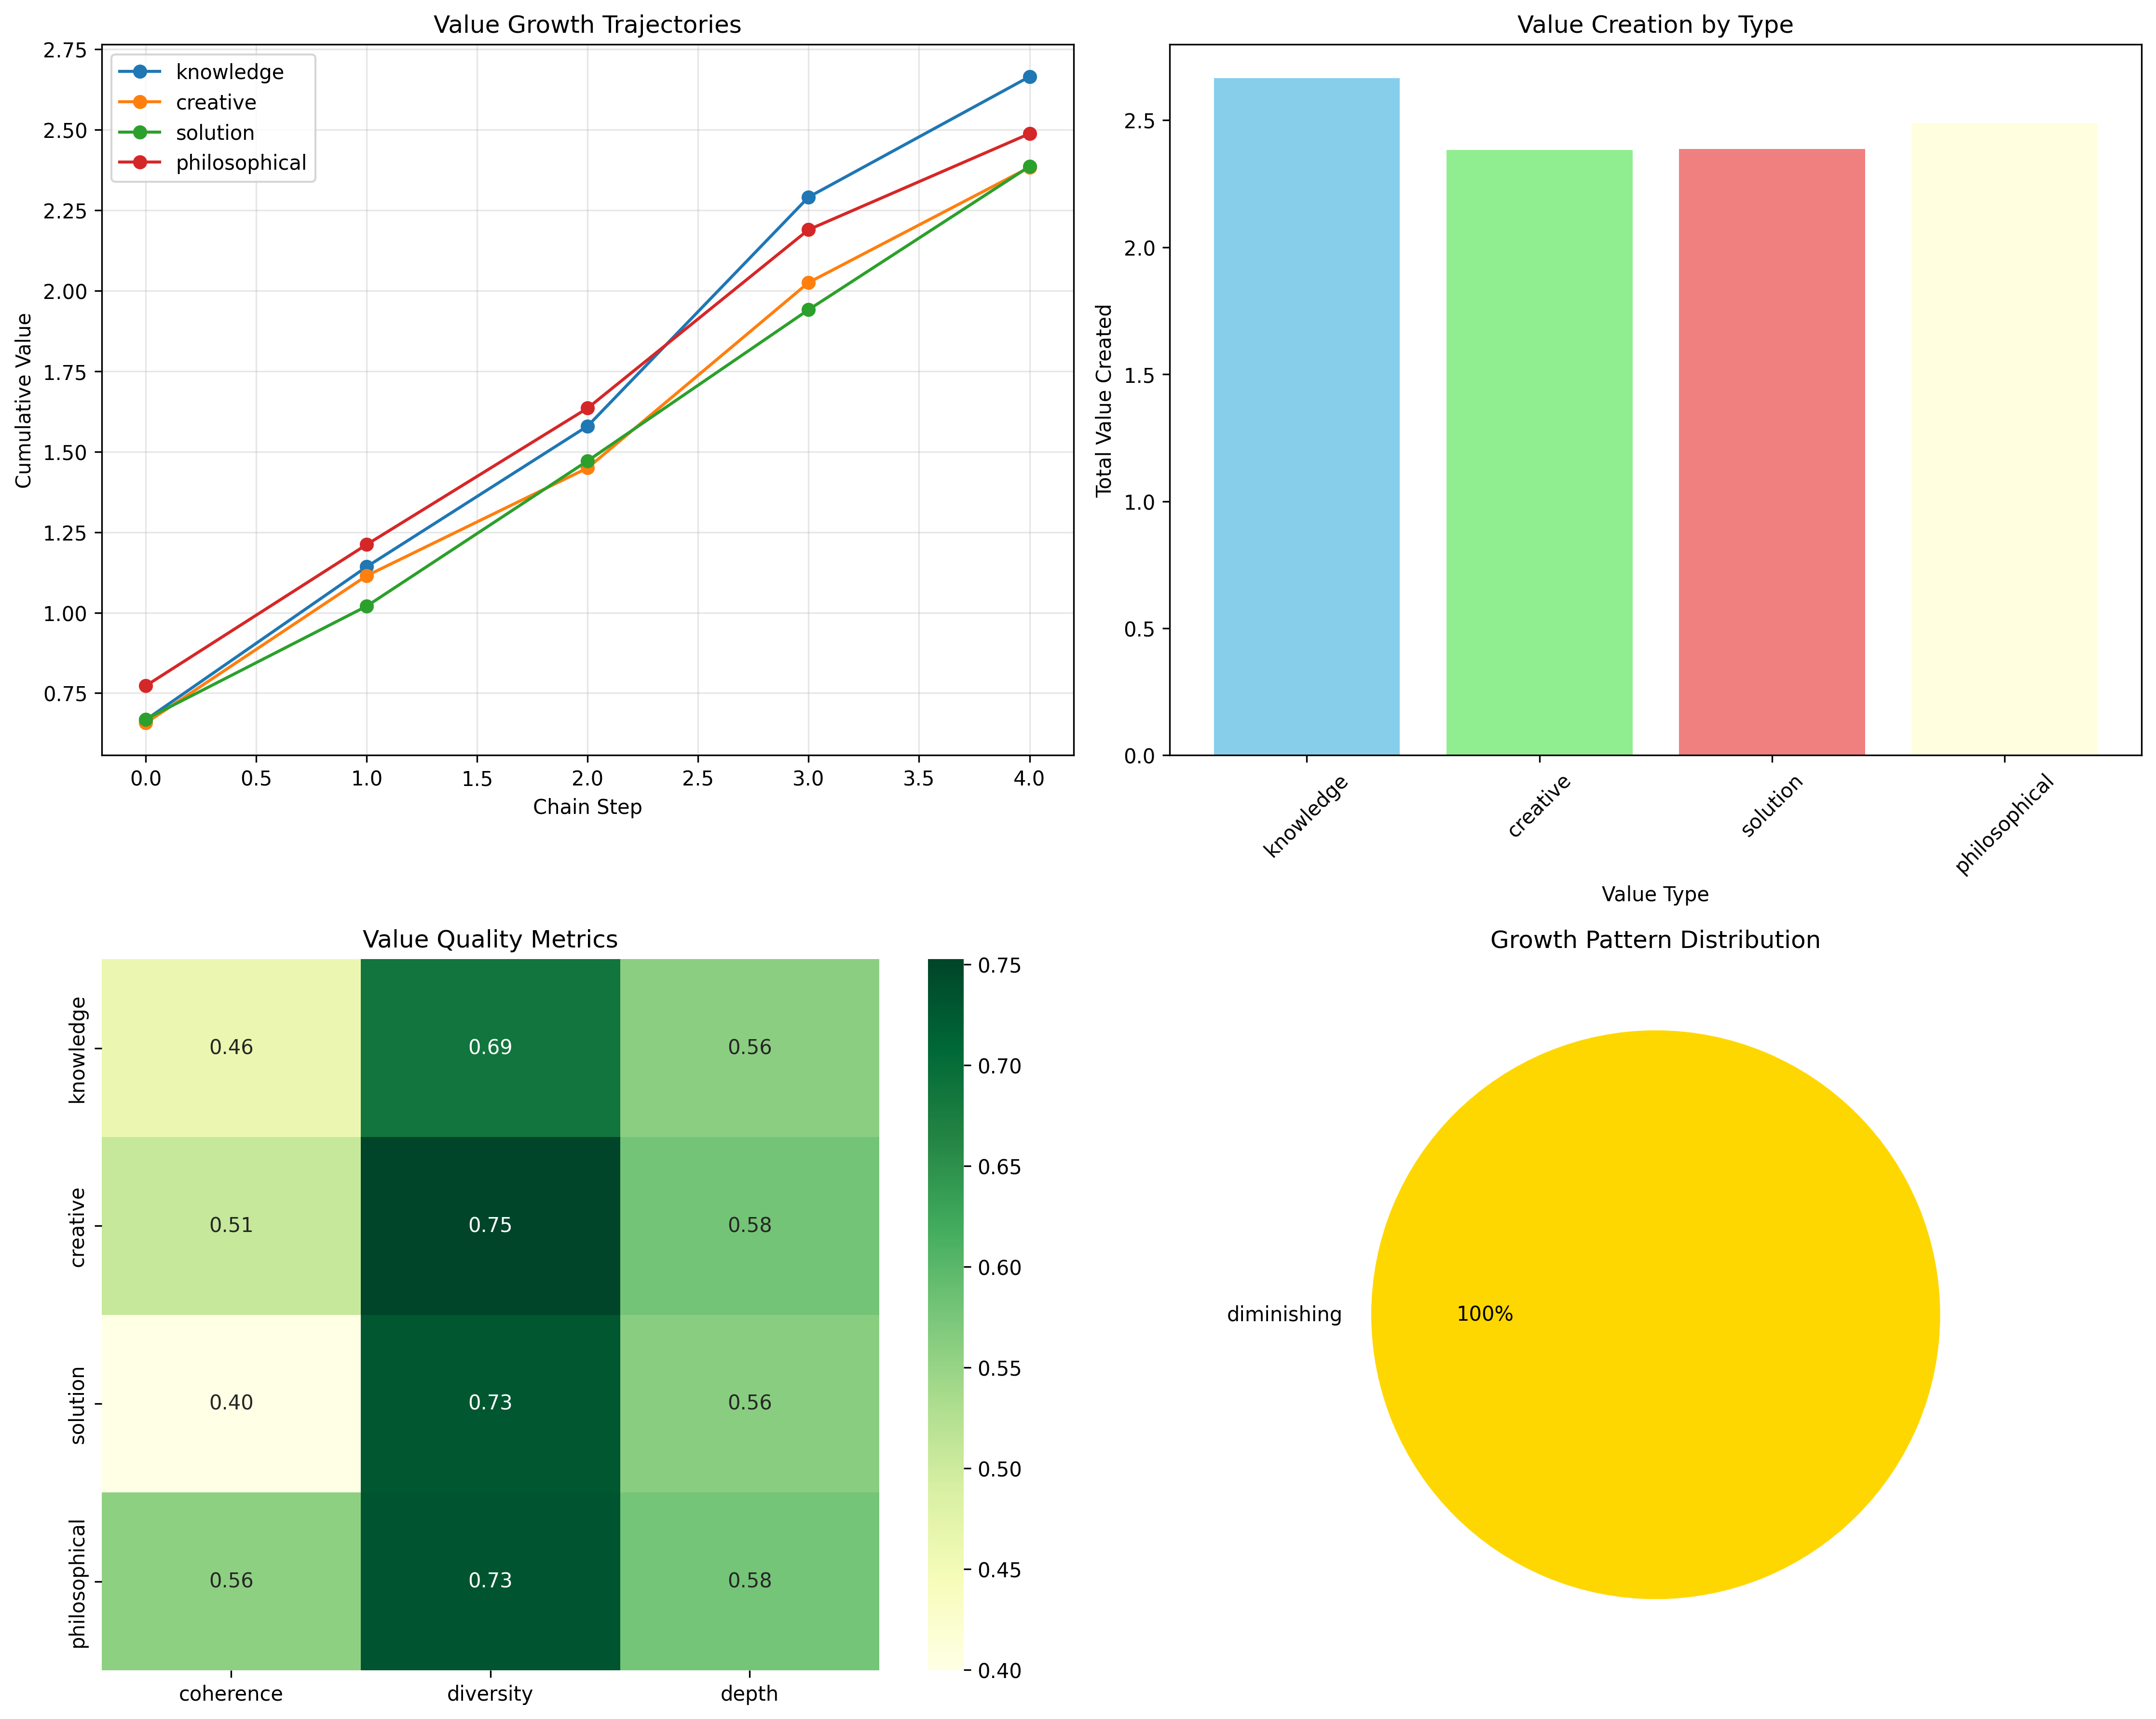 Value Growth Trajectories
2.75
2.50
2.25
2.00
1.75
1.50
1.25
1.00
0.75
Cumulative Value
knowledge
creative
solution
philosophical
0.0 0.5 1.0 1.5 2.0 2.5 3.0 3.5 4.0
Chain Step
Value Creation by Type
2.5
2.0
1.5
1.0
0.5
0.0
Total Value Created
knowledge
creative
solution
philosophical
Value Type
Value Quality Metrics
knowledge
creative
solution
philosophical
0.46 0.69 0.56
0.51 0.75 0.58
0.40 0.73 0.56
0.56 0.73 0.58
coherence diversity depth
0.75
0.70
0.65
0.60
0.55
0.50
0.45
0.40
Growth Pattern Distribution
diminishing
100%